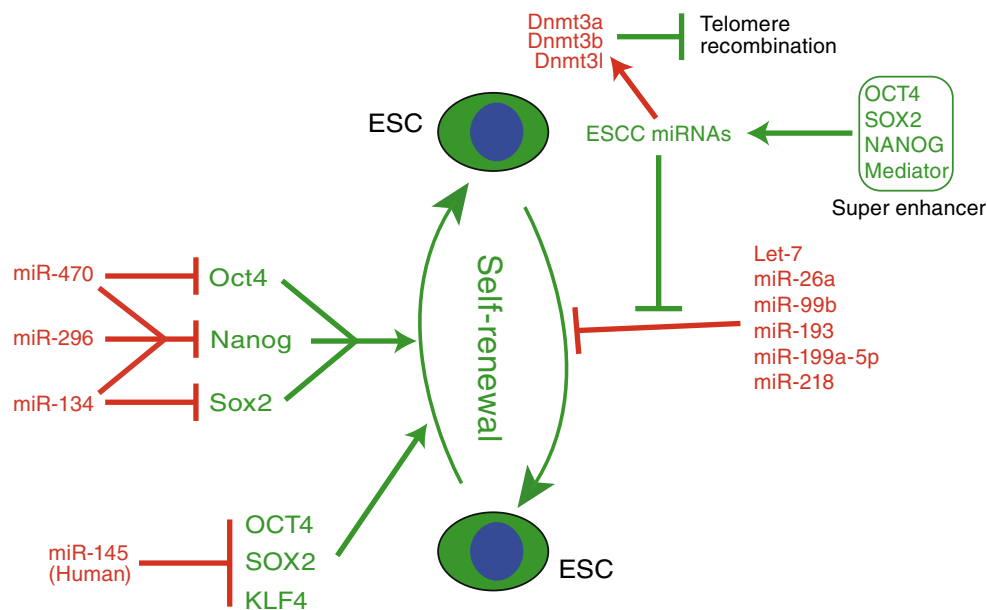 Dnmt3a
Dnmt3b
Dnmt3l
Telomere
recombination
ESC
ESCC miRNAs
OCT4
SOX2
NANOG
Mediator
Super enhancer
miR-470
miR-296
miR-134
Oct4
Nanog
Sox2
Self-renewal
Let-7
miR-26a
miR-99b
miR-193
miR-199a-5p
miR-218
miR-145
(Human)
OCT4
SOX2
KLF4
ESC